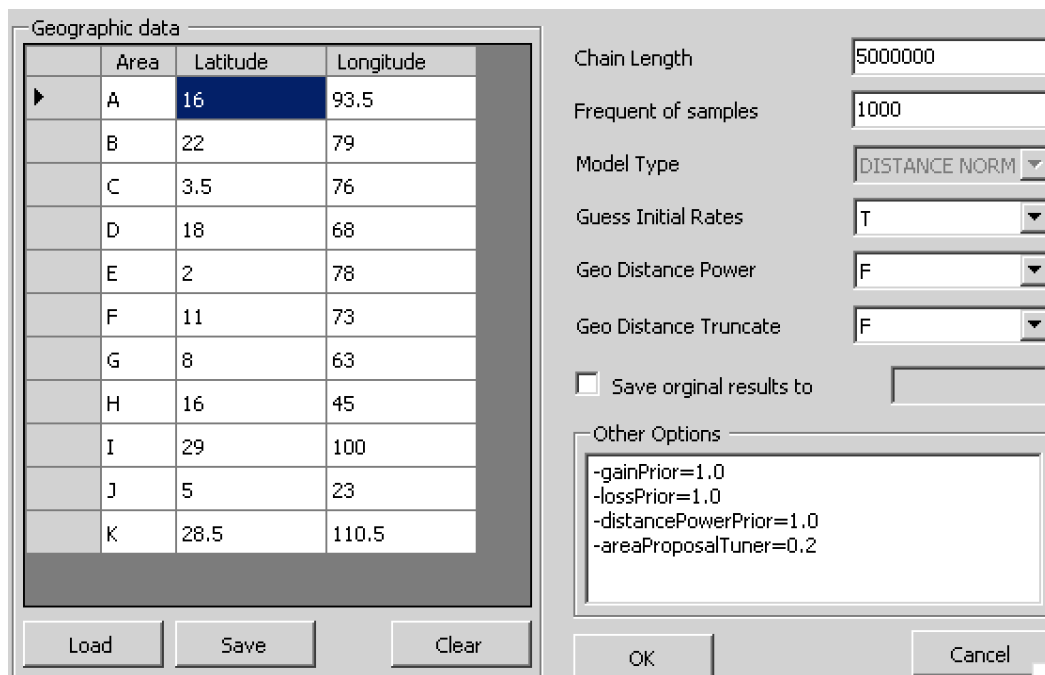 Geographic data
Area Latitude Longitude
A 16 93.5
B 22 79
C 3.5 76
D 18 68
E 2 78
F 11 73
G 8 63
H 16 45
I 29 100
J 5 23
K 28.5 110.5
Load Save Clear
Chain Length 5000000
Frequent of samples 1000
Model Type DISTANCE NORM
Guess Initial Rates T
Geo Distance Power F
Geo Distance Truncate F
Save orginal results to
Other Options
-gainPrior=1.0
-lossPrior=1.0
-distancePowerPrior=1.0
-areaProposalTuner=0.2
OK Cancel